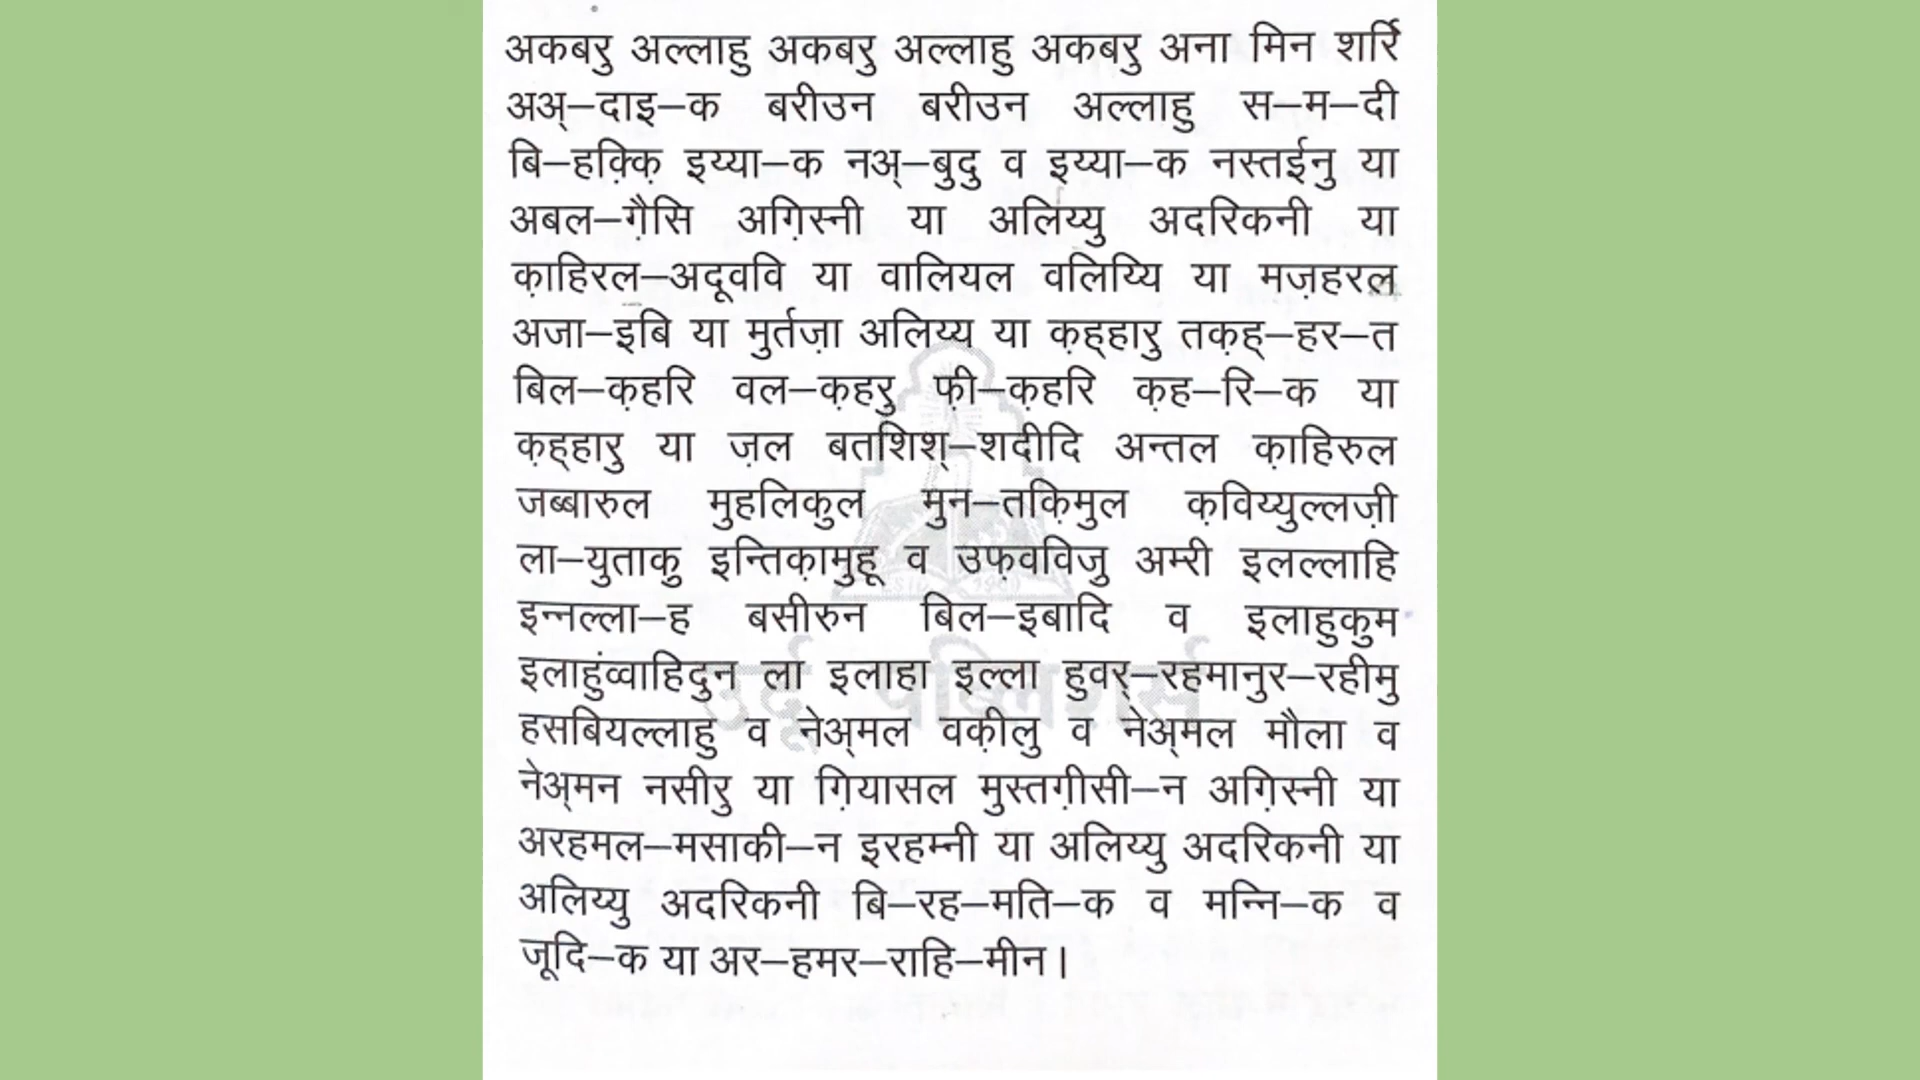 अकबरु अल्लाहु अकबरु अल्लाहु अकबरु अना मिन शर्रि
अअ्–दाइ–क बरीउन बरीउन अल्लाहु स–म–दी
बि–हक़्क़ि इय्या–क नअ्–बुदु व इय्या–क नस्तईनु या
अबल–ग़ैसि अग़िस्नी या अलिय्यु अदरिकनी या
क़ाहिरल–अदूववि या वालियल वलिय्यि या मज़हरल
अजा–इबि या मुर्तज़ा अलिय्य या क़ह्हारु तक़ह्–हर–त
बिल–क़हरि वल–क़हरु फ़ी–क़हरि क़ह–रि–क या
क़ह्हारु या ज़ल बतशिश्–शदीदि अन्तल क़ाहिरुल
जब्बारुल मुहलिकुल मुन–तक़िमुल क़विय्युल्लज़ी
ला–युताकु इन्तिक़ामुहू व उफ़वविजु अम्री इलल्लाहि
इन्नल्ला–ह बसीरुन बिल–इबादि व इलाहुकुम
इलाहुंव्वाहिदुन ला इलाहा इल्ला हुवर्–रहमानुर–रहीमु
हसबियल्लाहु व नेअ्मल वक़ीलु व नेअ्मल मौला व
नेअ्मन नसीरु या ग़ियासल मुस्तग़ीसी–न अग़िस्नी या
अरहमल–मसाकी–न इरहम्नी या अलिय्यु अदरिकनी या
अलिय्यु अदरिकनी बि–रह–मति–क व मन्नि–क व
जूदि–क या अर–हमर–राहि–मीन।
उर्दू पब्लिशर्स